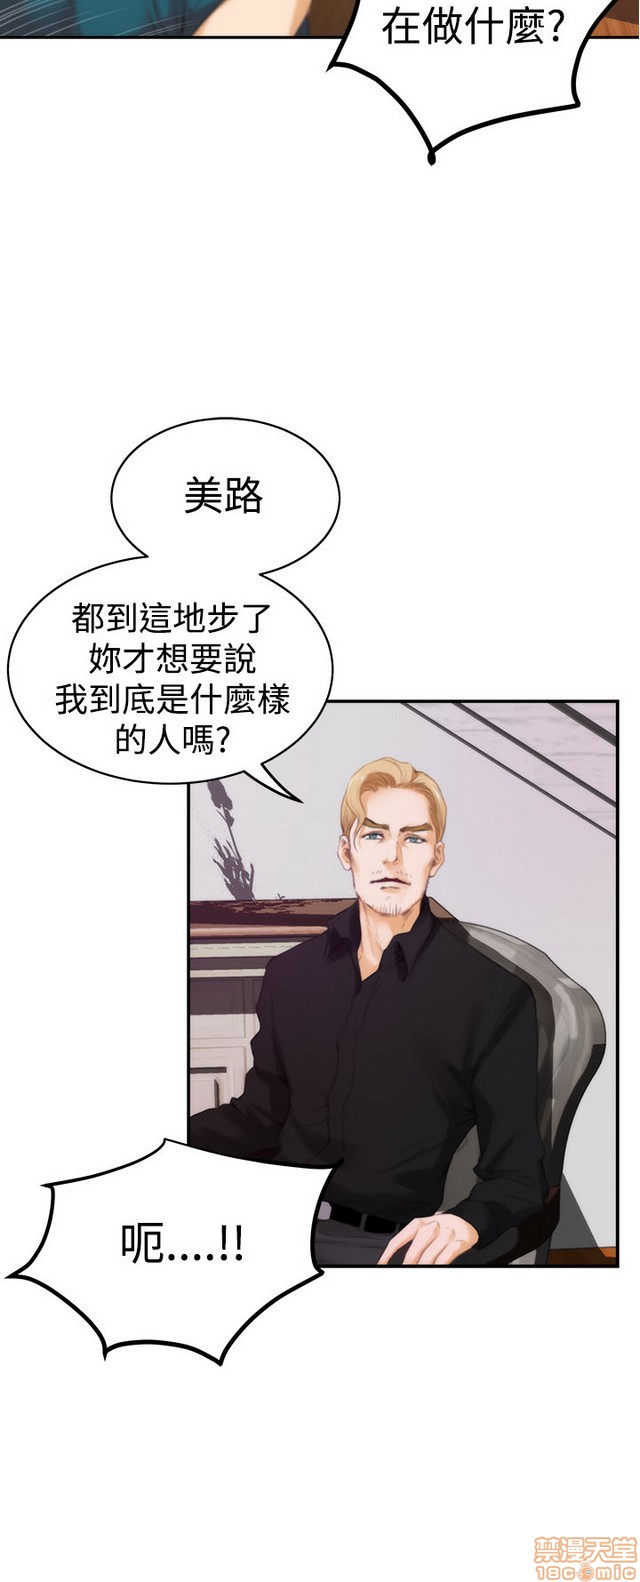 在做什麼?
美路
都到這地步了
妳才想要說
我到底是什麼樣
的人嗎?
呃....!!
禁漫天堂
18comic